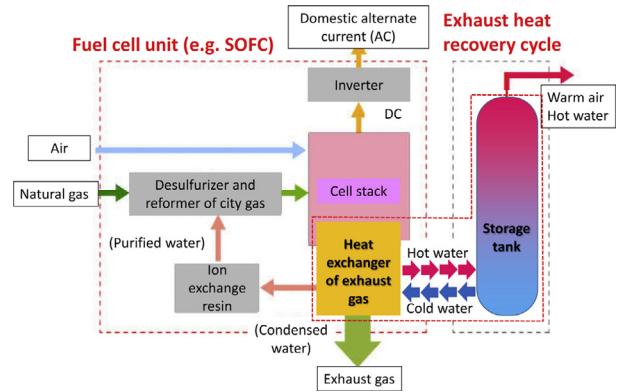 Domestic alternate
current (AC)
Exhaust heat
recovery cycle
Fuel cell unit (e.g. SOFC)
Inverter
Warm air
Hot water
DC
Air
Natural gas
Desulfurizer and
reformer of city gas
Cell stack
(Purified water)
Heat
exchanger
of exhaust
gas
Hot water
Storage
tank
Ion
exchange
resin
Cold water
(Condensed
water)
Exhaust gas